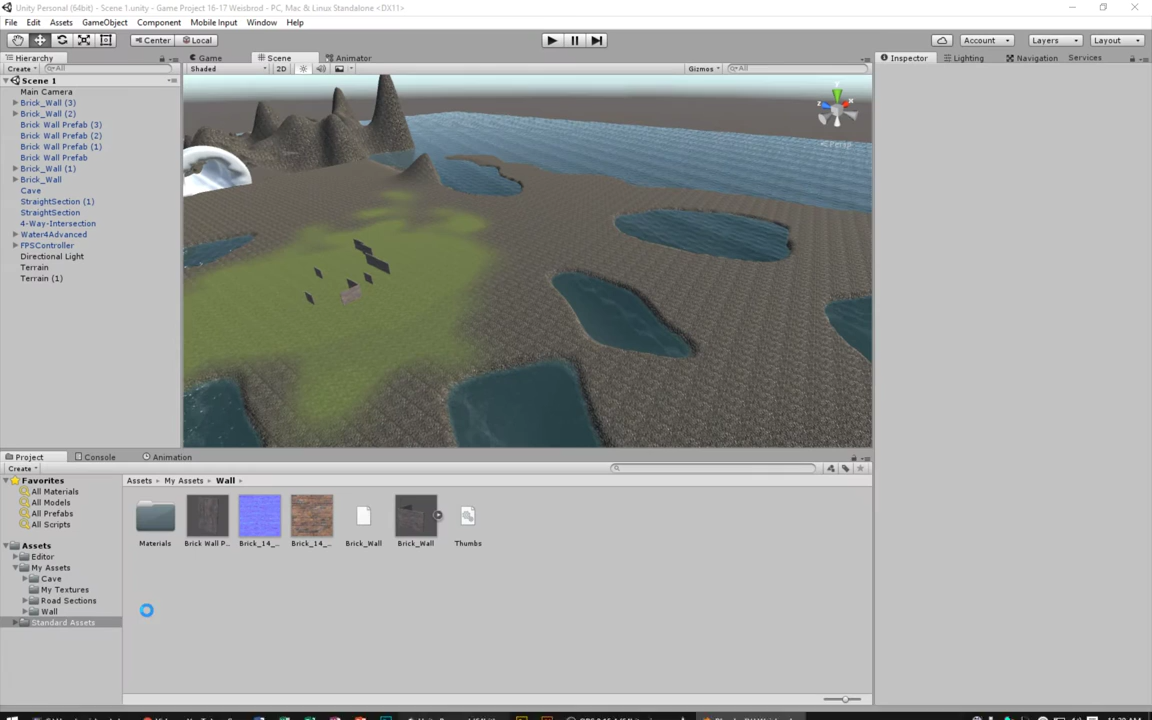 Unity Personal (64bit) - Scene 1.unity - Game Project 16-17 Weisbrod - PC, Mac & Linux Standalone <DX11>
File Edit Assets GameObject Component Mobile Input Window Help
Center Local Account Layers Layout
Hierarchy Game Scene Animator Inspector Lighting Navigation Services
Create All Shaded 2D Gizmos All
Scene 1
Main Camera
Brick_Wall (3)
Brick_Wall (2)
Brick Wall Prefab (3)
Brick Wall Prefab (2)
Brick Wall Prefab (1)
Brick Wall Prefab
Brick_Wall (1)
Brick_Wall
Cave
StraightSection (1)
StraightSection
4-Way-Intersection
Water4Advanced
FPSController
Directional Light
Terrain
Terrain (1)
y
x
z
Persp
Project Console Animation
Create
Favorites
All Materials
All Models
All Prefabs
All Scripts
Assets
Editor
My Assets
Cave
My Textures
Road Sections
Wall
Standard Assets
Assets My Assets Wall
Materials Brick Wall P... Brick_14_... Brick_14_... Brick_Wall Brick_Wall Thumbs